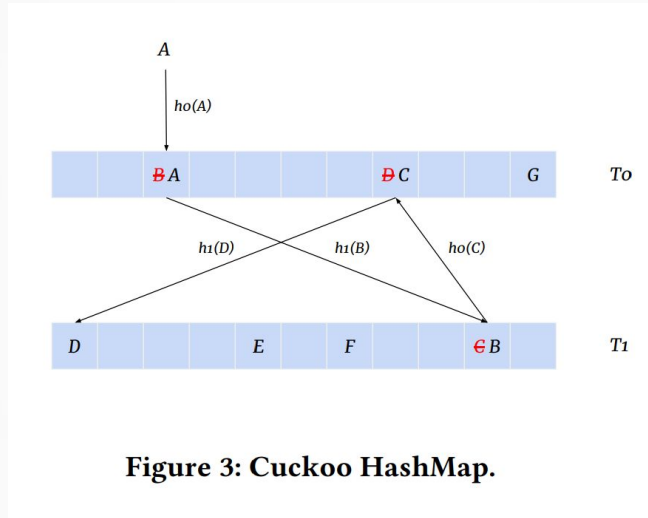 A
h0(A)
B A D C G T0
h1(D) h1(B) h0(C)
D E F C B T1
Figure 3: Cuckoo HashMap.